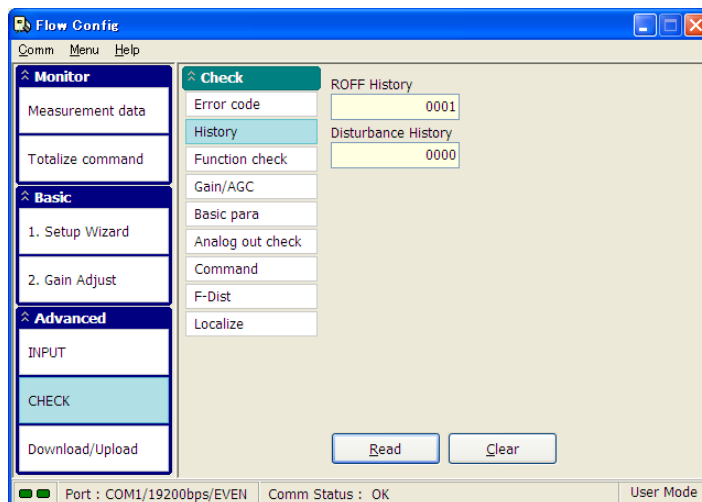 Flow Config
Comm Menu Help
Monitor
Measurement data
Totalize command
Basic
1. Setup Wizard
2. Gain Adjust
Advanced
INPUT
CHECK
Download/Upload
Check
Error code
History
Function check
Gain/AGC
Basic para
Analog out check
Command
F-Dist
Localize
ROFF History
0001
Disturbance History
0000
Read Clear
Port : COM1/19200bps/EVEN Comm Status : OK User Mode